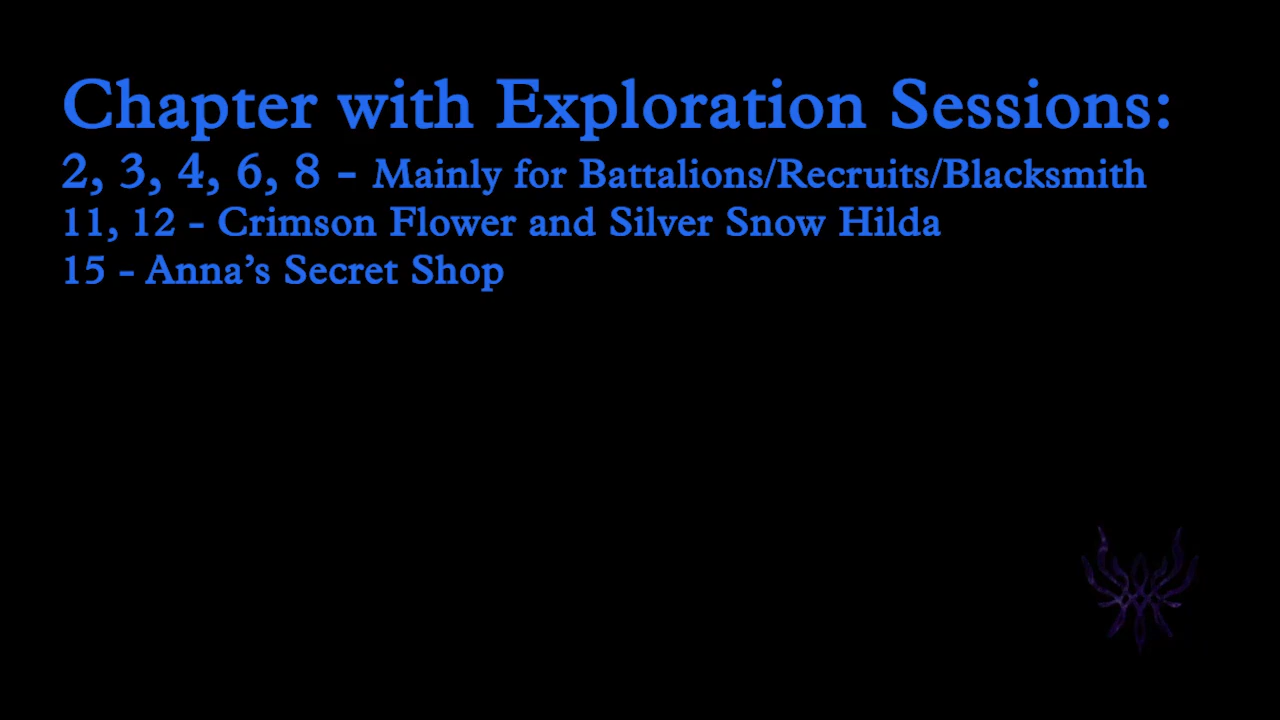 Chapter with Exploration Sessions:
2, 3, 4, 6, 8 – Mainly for Battalions/Recruits/Blacksmith
11, 12 – Crimson Flower and Silver Snow Hilda
15 – Anna’s Secret Shop